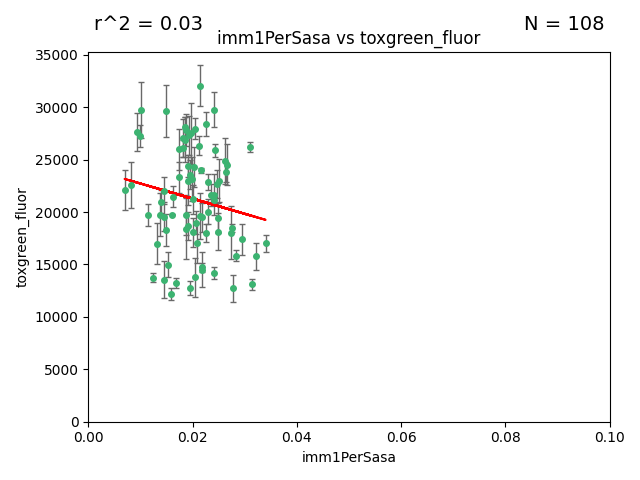 r^2 = 0.03
N = 108
imm1PerSasa vs toxgreen_fluor
35000
30000
25000
20000
15000
10000
5000
0
toxgreen_fluor
0.00
0.02
0.04
0.06
0.08
0.10
imm1PerSasa